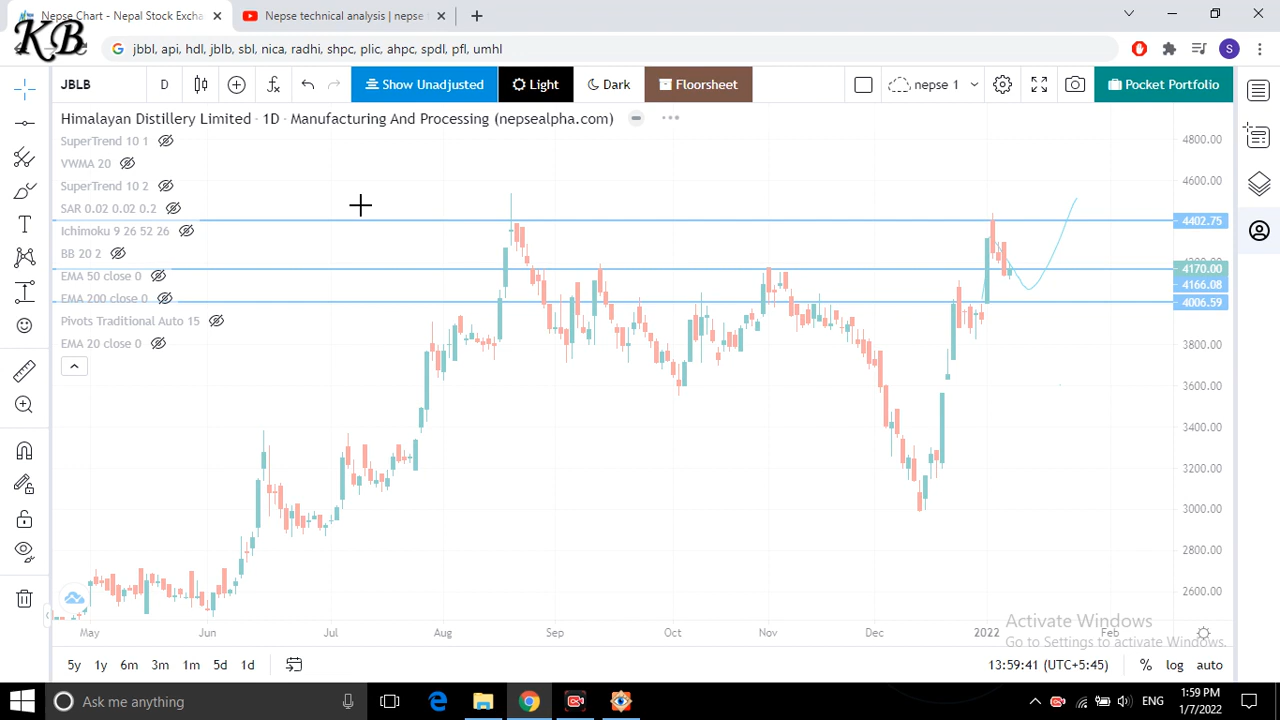 Nepse Chart - Nepal Stock Excha
Nepse technical analysis | nepse
KB
jbbl, api, hdl, jblb, sbl, nica, radhi, shpc, plic, ahpc, spdl, pfl, umhl
S
JBLB
D
Show Unadjusted
Light
Dark
Floorsheet
nepse 1
Pocket Portfolio
Himalayan Distillery Limited · 1D · Manufacturing And Processing (nepsealpha.com)
SuperTrend 10 1
VWMA 20
SuperTrend 10 2
SAR 0.02 0.02 0.2
Ichimoku 9 26 52 26
BB 20 2
EMA 50 close 0
EMA 200 close 0
Pivots Traditional Auto 15
EMA 20 close 0
4800.00
4600.00
4402.75
4200.00
4170.00
4166.08
4006.59
3800.00
3600.00
3400.00
3200.00
3000.00
2800.00
2600.00
May
Jun
Jul
Aug
Sep
Oct
Nov
Dec
2022
Feb
Activate Windows
Go to Settings to activate Windows.
5y
1y
6m
3m
1m
5d
1d
13:59:41 (UTC+5:45)
%
log
auto
Ask me anything
ENG
1:59 PM
1/7/2022